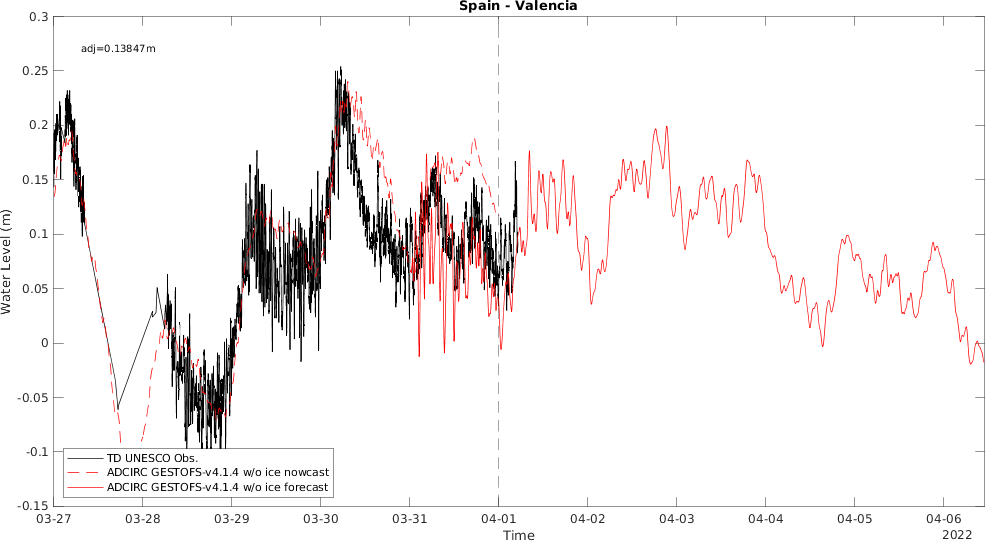 Spain - Valencia
adj=0.13847m
0.3
0.25
0.2
0.15
0.1
0.05
0
-0.05
-0.1
-0.15
Water Level (m)
TD UNESCO Obs.
ADCIRC GESTOFS-v4.1.4 w/o ice nowcast
ADCIRC GESTOFS-v4.1.4 w/o ice forecast
03-27 03-28 03-29 03-30 03-31 04-01 04-02 04-03 04-04 04-05 04-06
Time
2022